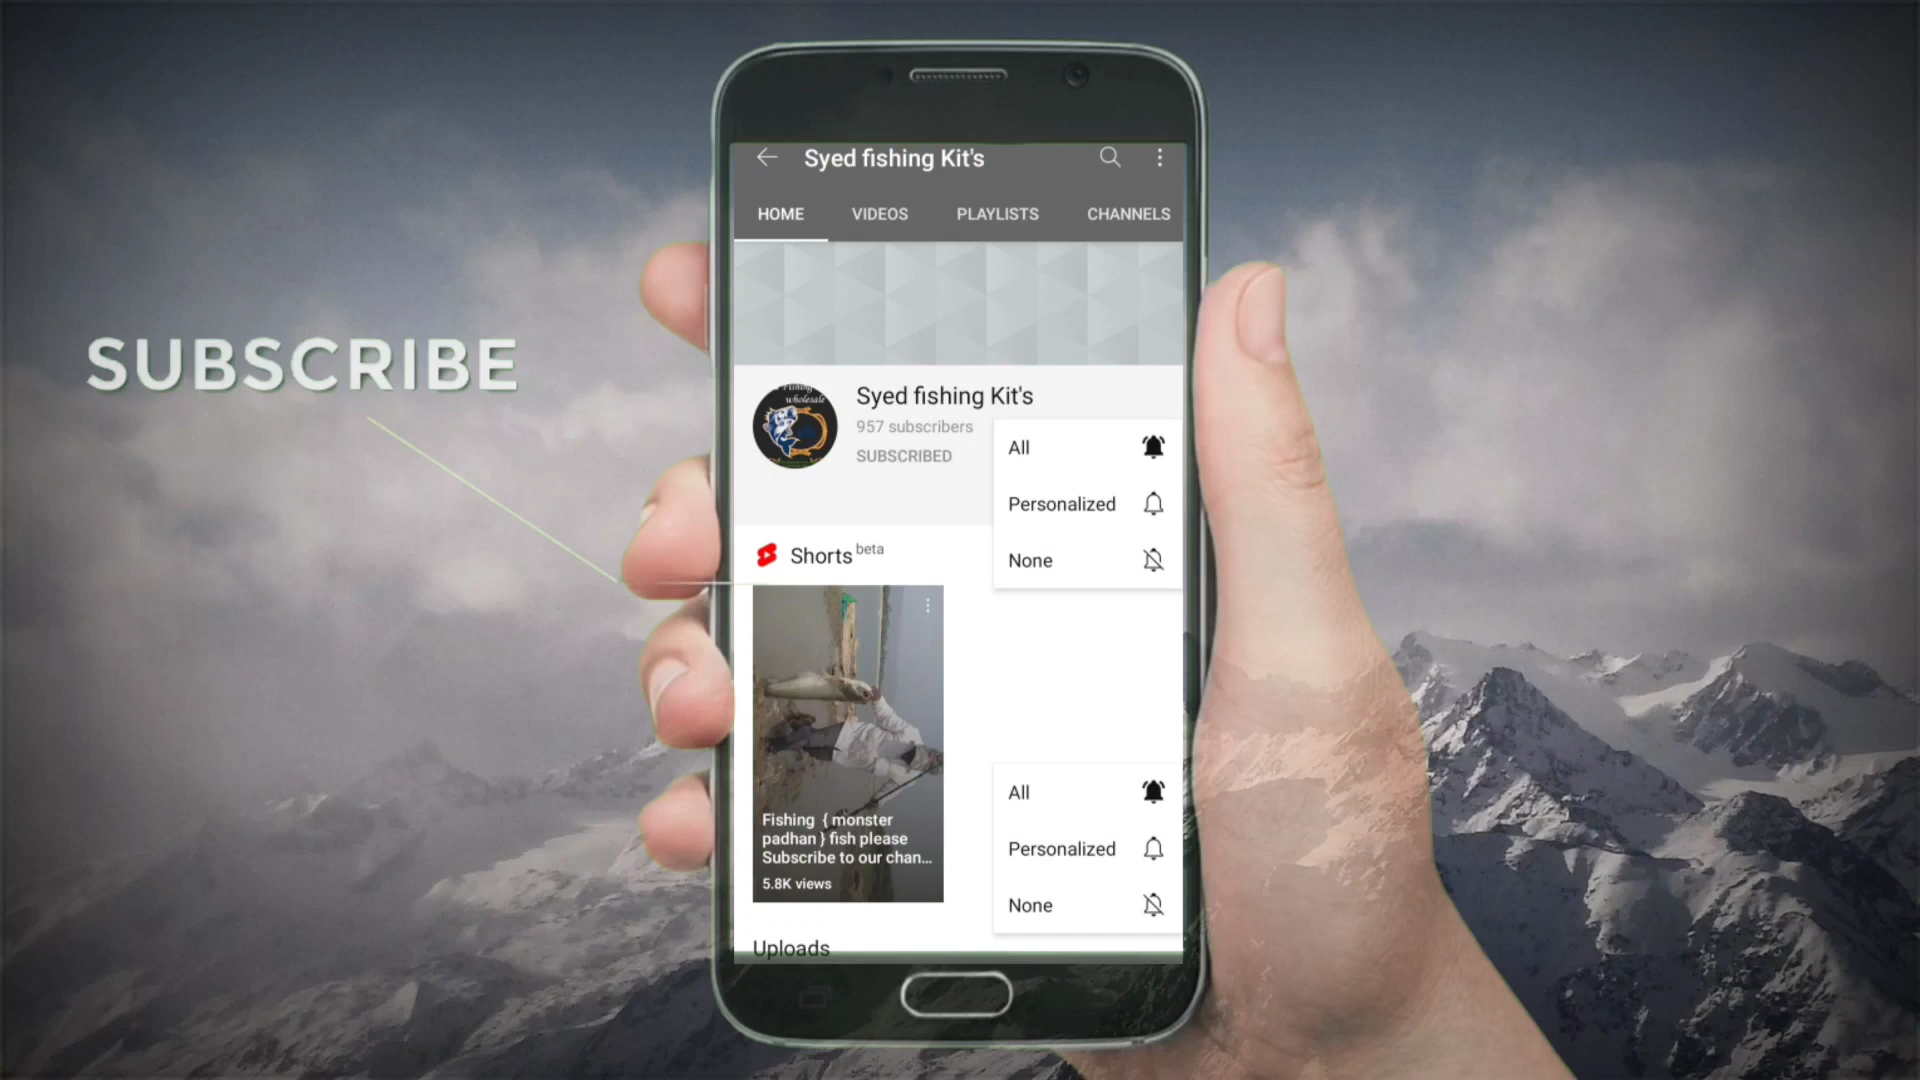 Syed fishing Kit's
HOME VIDEOS PLAYLISTS CHANNELS
SUBSCRIBE
wholesale
Syed fishing Kit's
957 subscribers
SUBSCRIBED
All
Personalized
None
Shorts beta
Fishing { monster
padhan } fish please
Subscribe to our chan...
5.8K views
All
Personalized
None
Uploads